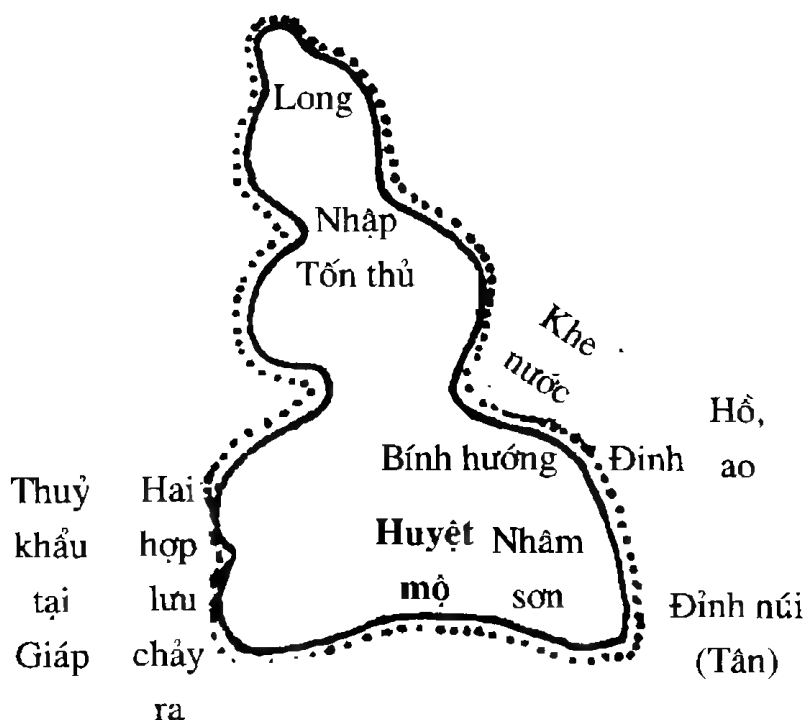 Long
Nhập
Tốn thủ
Khe
nước
Hồ,
ao
Bính hướng
Đinh
Thuỷ
khẩu
tại
Giáp
Hai
hợp
lưu
chảy
ra
Huyệt
mộ
Nhâm
sơn
Đỉnh núi
(Tân)